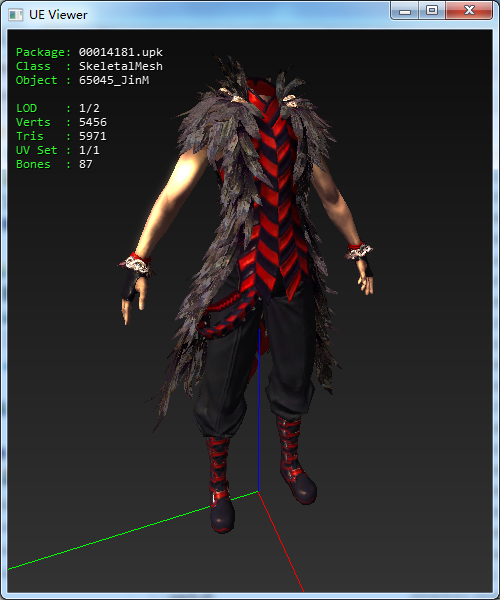 UE Viewer
Package: 00014181.upk
Class : SkeletalMesh
Object : 65045_JinM
LOD : 1/2
Verts : 5456
Tris : 5971
UV Set : 1/1
Bones : 87